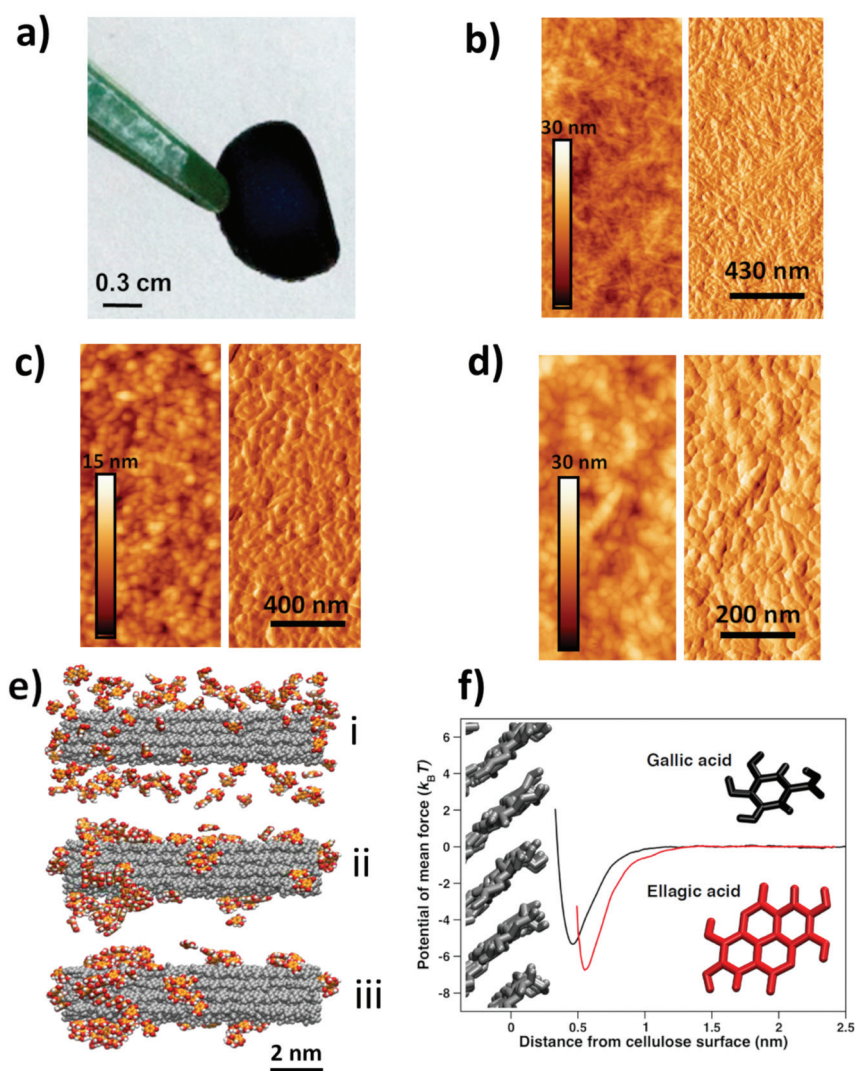 a)
0.3 cm
b)
30 nm
430 nm
c)
15 nm
400 nm
d)
30 nm
200 nm
e)
i
ii
iii
2 nm
f)
Potential of mean force (kBT)
6
4
2
0
-2
-4
-6
-8
Gallic acid
Ellagic acid
0
0.5
1
1.5
2
2.5
Distance from cellulose surface (nm)